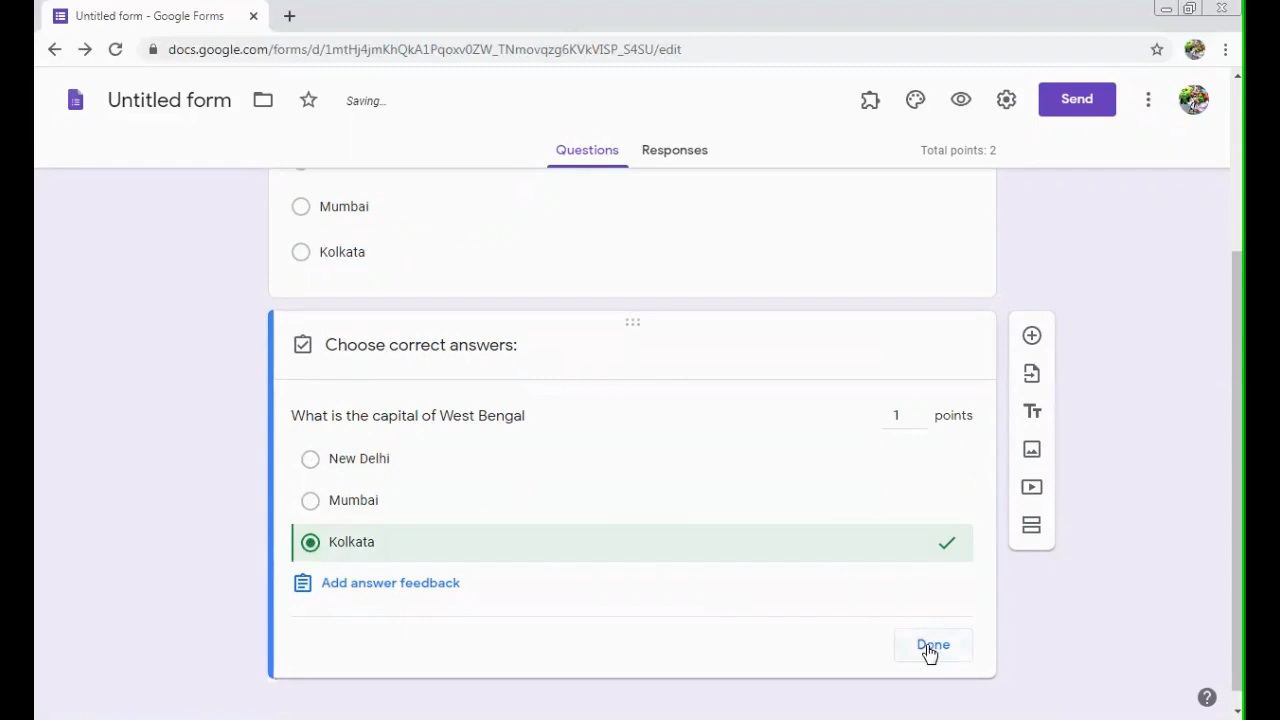 Untitled form - Google Forms
docs.google.com/forms/d/1mtHj4jmKhQkA1Pqoxv0ZW_TNmovqzg6KVkVISP_S4SU/edit
Untitled form
Saving...
Send
Questions
Responses
Total points: 2
Mumbai
Kolkata
Choose correct answers:
What is the capital of West Bengal
1 points
New Delhi
Mumbai
Kolkata
Add answer feedback
Done